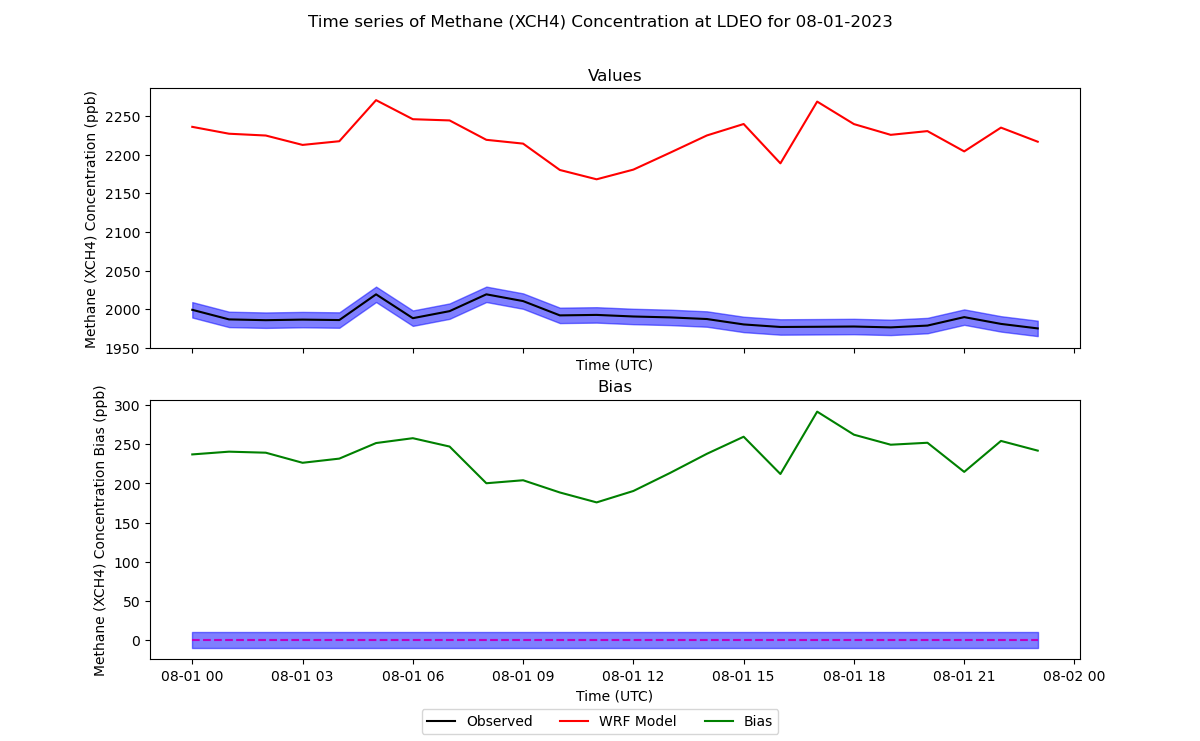 Time series of Methane (XCH4) Concentration at LDEO for 08-01-2023
Values
Methane (XCH4) Concentration (ppb)
2250
2200
2150
2100
2050
2000
1950
Time (UTC)
Bias
Methane (XCH4) Concentration Bias (ppb)
300
250
200
150
100
50
0
08-01 00 08-01 03 08-01 06 08-01 09 08-01 12 08-01 15 08-01 18 08-01 21 08-02 00
Time (UTC)
Observed WRF Model Bias